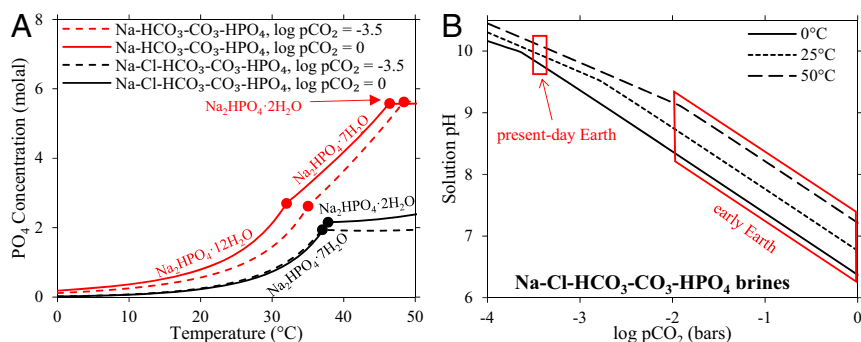 A
PO₄ Concentration (molal)
8
6
4
2
0
Na-HCO₃-CO₃-HPO₄, log pCO₂ = -3.5
Na-HCO₃-CO₃-HPO₄, log pCO₂ = 0
Na-Cl-HCO₃-CO₃-HPO₄, log pCO₂ = -3.5
Na-Cl-HCO₃-CO₃-HPO₄, log pCO₂ = 0
Na₂HPO₄·2H₂O
Na₂HPO₄·7H₂O
Na₂HPO₄·12H₂O
Na₂HPO₄·2H₂O
Na₂HPO₄·7H₂O
0 10 20 30 40 50
Temperature (°C)
B
Solution pH
10
9
8
7
6
0°C
25°C
50°C
present-day Earth
early Earth
Na-Cl-HCO₃-CO₃-HPO₄ brines
-4 -3 -2 -1 0
log pCO₂ (bars)